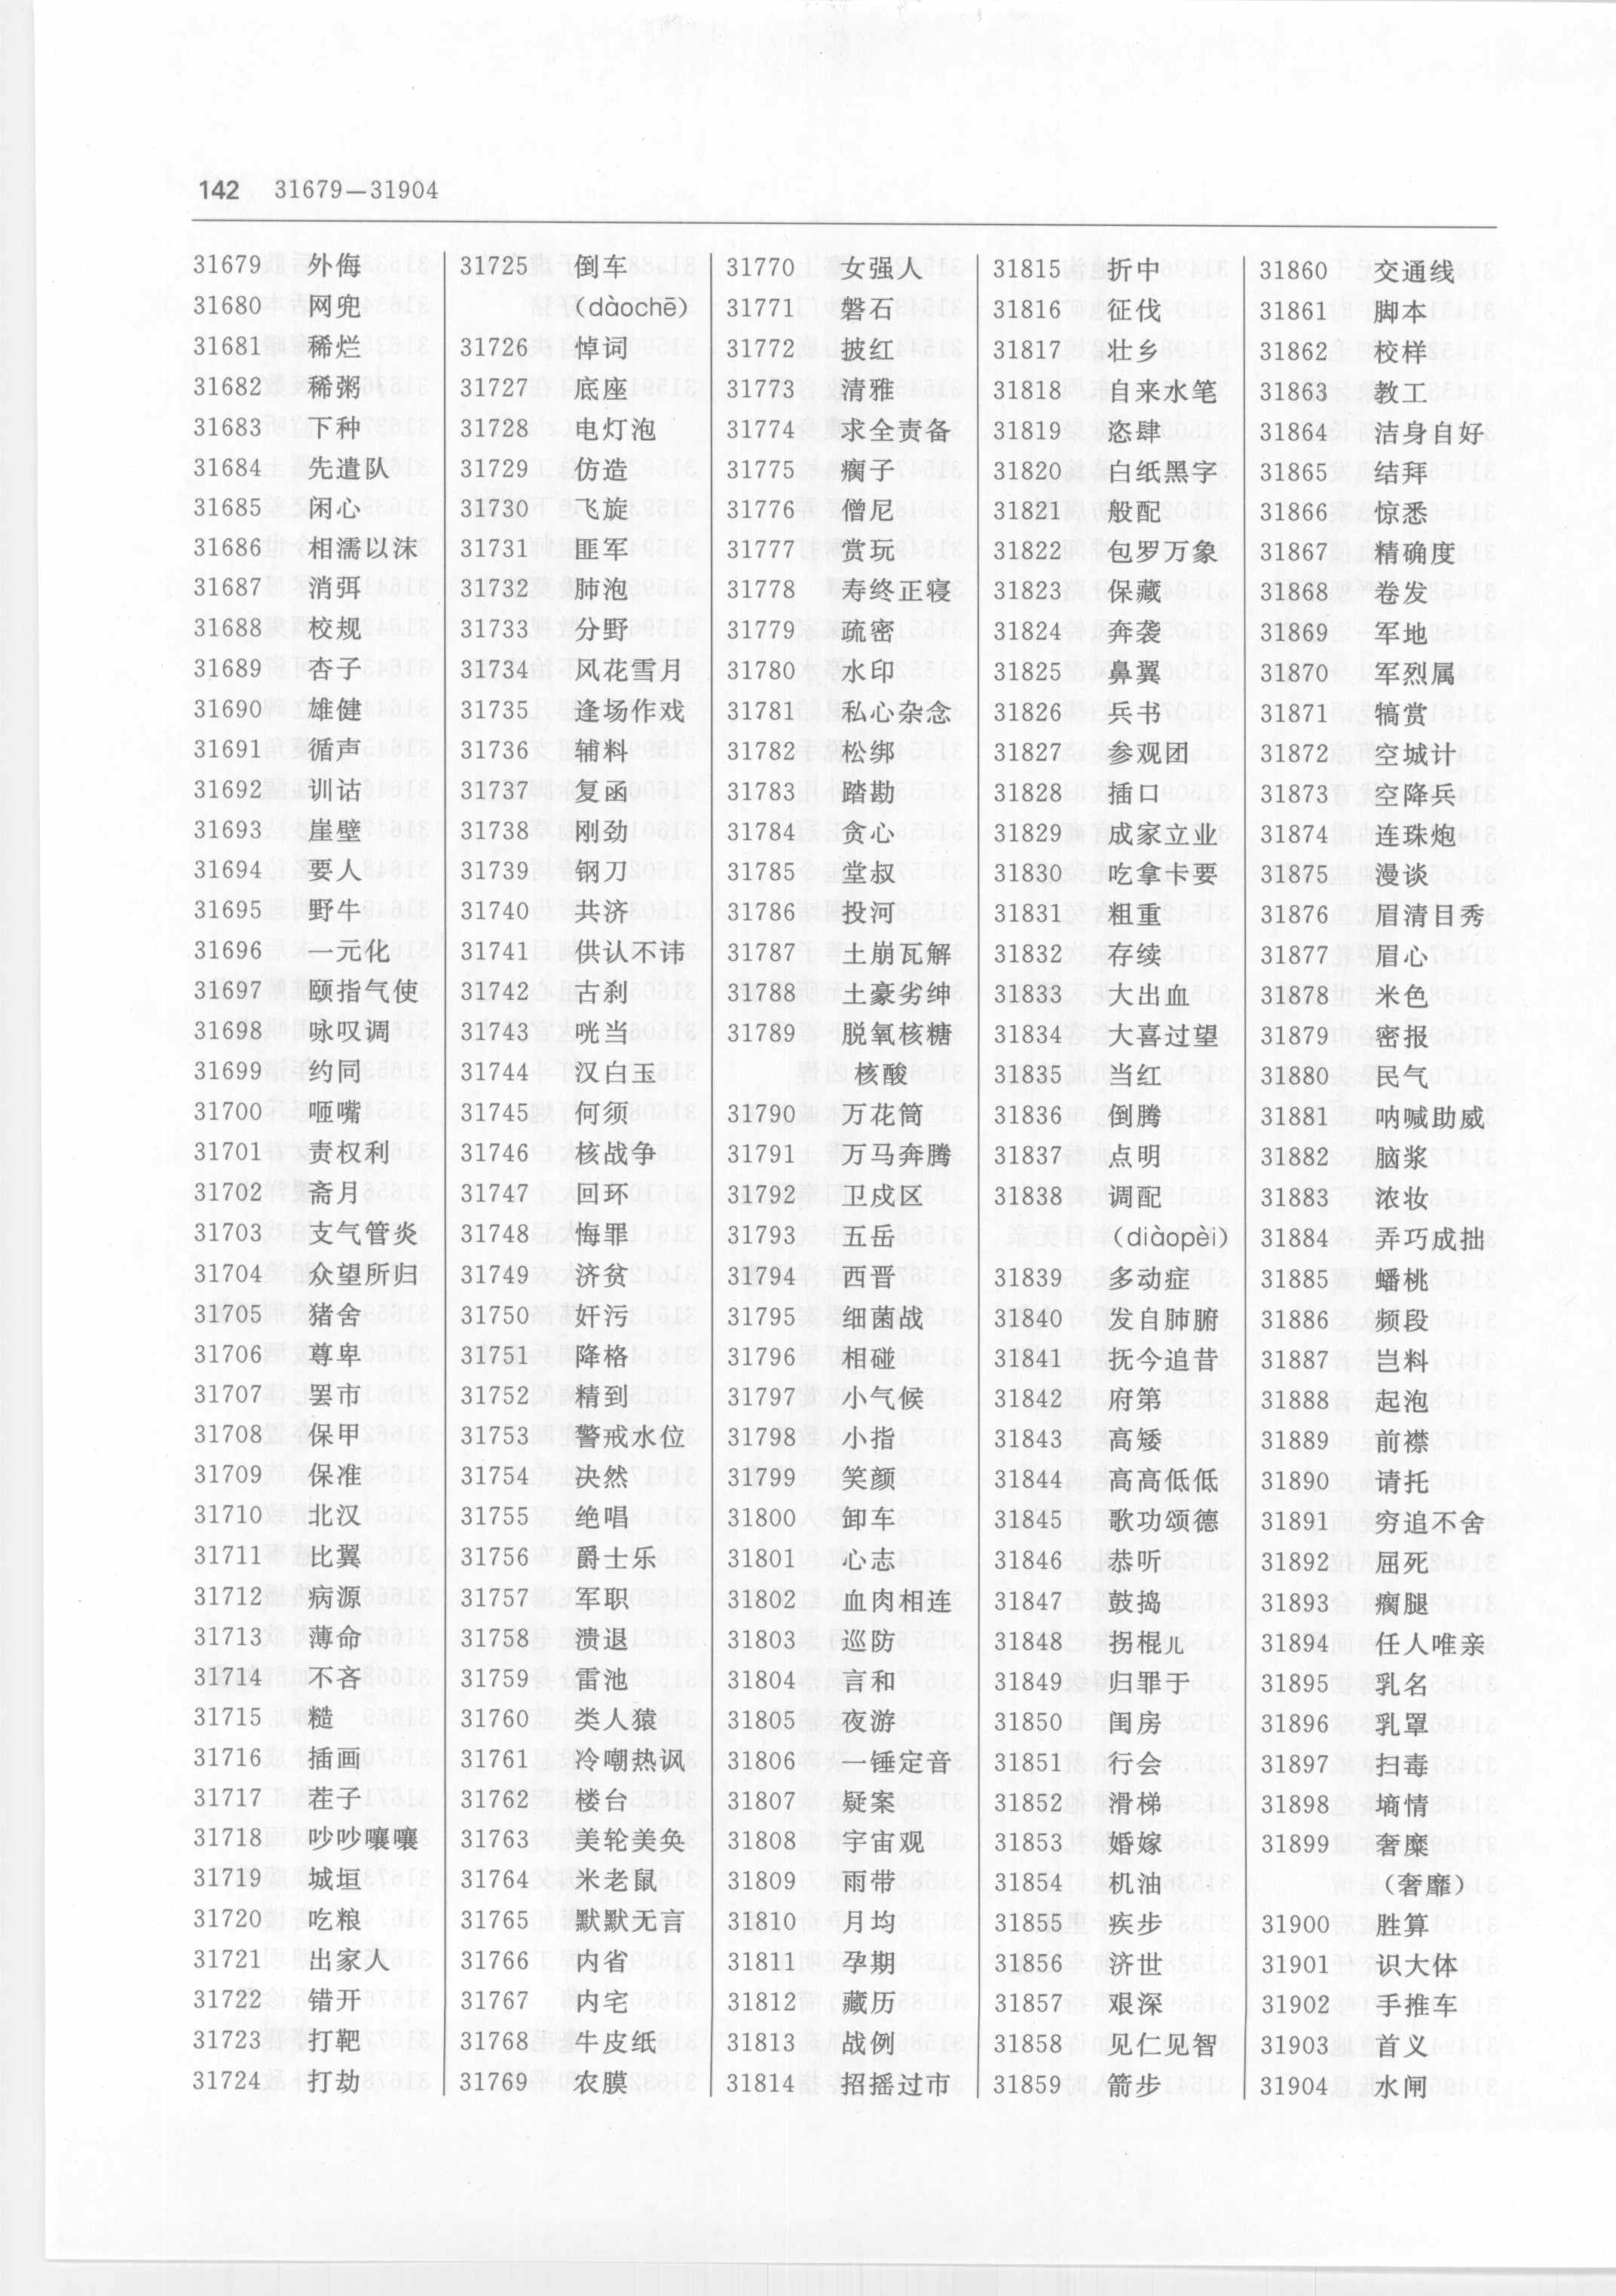 142 31679—31904
31679 外侮
31680 网兜
31681 稀烂
31682 稀粥
31683 下种
31684 先遣队
31685 闲心
31686 相濡以沫
31687 消弭
31688 校规
31689 杏子
31690 雄健
31691 循声
31692 训诂
31693 崖壁
31694 要人
31695 野牛
31696 一元化
31697 颐指气使
31698 咏叹调
31699 约同
31700 咂嘴
31701 责权利
31702 斋月
31703 支气管炎
31704 众望所归
31705 猪舍
31706 尊卑
31707 罢市
31708 保甲
31709 保准
31710 北汉
31711 比翼
31712 病源
31713 薄命
31714 不吝
31715 糙
31716 插画
31717 茬子
31718 吵吵嚷嚷
31719 城垣
31720 吃粮
31721 出家人
31722 错开
31723 打靶
31724 打劫
31725 倒车
(dàochē)
31726 悼词
31727 底座
31728 电灯泡
31729 仿造
31730 飞旋
31731 匪军
31732 肺泡
31733 分野
31734 风花雪月
31735 逢场作戏
31736 辅料
31737 复函
31738 刚劲
31739 钢刀
31740 共济
31741 供认不讳
31742 古刹
31743 咣当
31744 汉白玉
31745 何须
31746 核战争
31747 回环
31748 悔罪
31749 济贫
31750 奸污
31751 降格
31752 精到
31753 警戒水位
31754 决然
31755 绝唱
31756 爵士乐
31757 军职
31758 溃退
31759 雷池
31760 类人猿
31761 冷嘲热讽
31762 楼台
31763 美轮美奂
31764 米老鼠
31765 默默无言
31766 内省
31767 内宅
31768 牛皮纸
31769 农膜
31770 女强人
31771 磐石
31772 披红
31773 清雅
31774 求全责备
31775 瘸子
31776 僧尼
31777 赏玩
31778 寿终正寝
31779 疏密
31780 水印
31781 私心杂念
31782 松绑
31783 踏勘
31784 贪心
31785 堂叔
31786 投河
31787 土崩瓦解
31788 土豪劣绅
31789 脱氧核糖
核酸
31790 万花筒
31791 万马奔腾
31792 卫戍区
31793 五岳
31794 西晋
31795 细菌战
31796 相碰
31797 小气候
31798 小指
31799 笑颜
31800 卸车
31801 心志
31802 血肉相连
31803 巡防
31804 言和
31805 夜游
31806 一锤定音
31807 疑案
31808 宇宙观
31809 雨带
31810 月均
31811 孕期
31812 藏历
31813 战例
31814 招摇过市
31815 折中
31816 征伐
31817 壮乡
31818 自来水笔
31819 恣肆
31820 白纸黑字
31821 般配
31822 包罗万象
31823 保藏
31824 奔袭
31825 鼻翼
31826 兵书
31827 参观团
31828 插口
31829 成家立业
31830 吃拿卡要
31831 粗重
31832 存续
31833 大出血
31834 大喜过望
31835 当红
31836 倒腾
31837 点明
31838 调配
(diàopèi)
31839 多动症
31840 发自肺腑
31841 抚今追昔
31842 府第
31843 高矮
31844 高高低低
31845 歌功颂德
31846 恭听
31847 鼓捣
31848 拐棍儿
31849 归罪于
31850 闺房
31851 行会
31852 滑梯
31853 婚嫁
31854 机油
31855 疾步
31856 济世
31857 艰深
31858 见仁见智
31859 箭步
31860 交通线
31861 脚本
31862 校样
31863 教工
31864 洁身自好
31865 结拜
31866 惊悉
31867 精确度
31868 卷发
31869 军地
31870 军烈属
31871 犒赏
31872 空城计
31873 空降兵
31874 连珠炮
31875 漫谈
31876 眉清目秀
31877 眉心
31878 米色
31879 密报
31880 民气
31881 呐喊助威
31882 脑浆
31883 浓妆
31884 弄巧成拙
31885 蟠桃
31886 频段
31887 岂料
31888 起泡
31889 前襟
31890 请托
31891 穷追不舍
31892 屈死
31893 瘸腿
31894 任人唯亲
31895 乳名
31896 乳罩
31897 扫毒
31898 墒情
31899 奢糜
(奢靡)
31900 胜算
31901 识大体
31902 手推车
31903 首义
31904 水闸